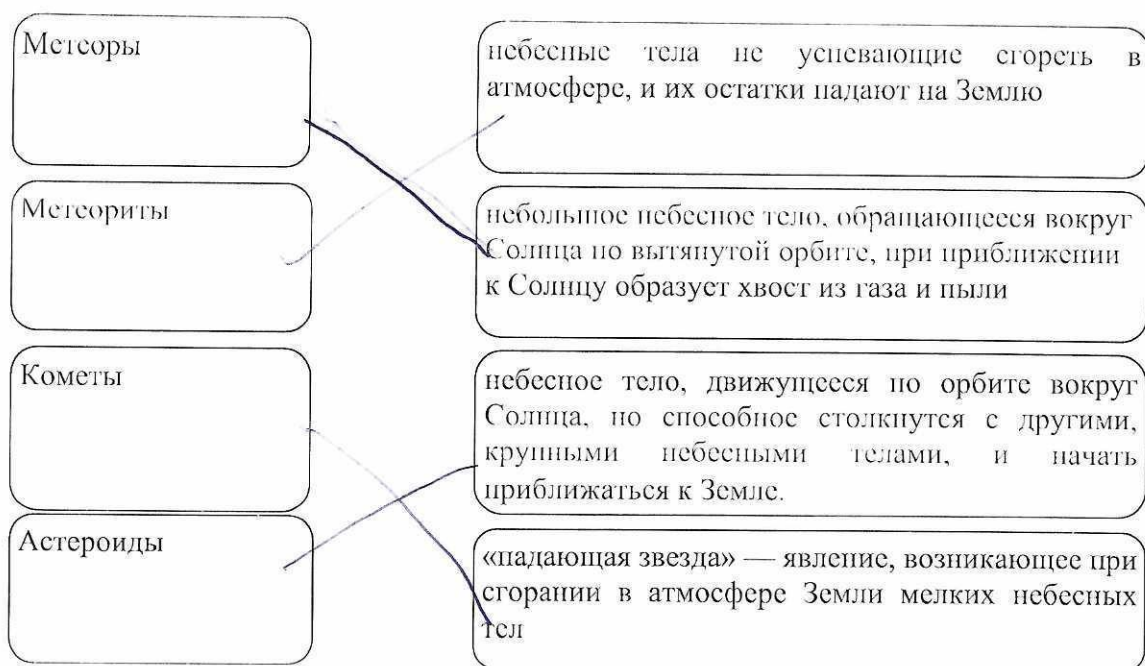 Метеоры
небесные тела не успевающие сгореть в
атмосфере, и их остатки падают на Землю
Метеориты
небольшое небесное тело, обращающееся вокруг
Солнца по вытянутой орбите, при приближении
к Солнцу образует хвост из газа и пыли
Кометы
небесное тело, движущееся по орбите вокруг
Солнца, но способное столкнутся с другими,
крупными небесными телами, и начать
приближаться к Земле.
Астероиды
«падающая звезда» — явление, возникающее при
сгорании в атмосфере Земли мелких небесных
тел